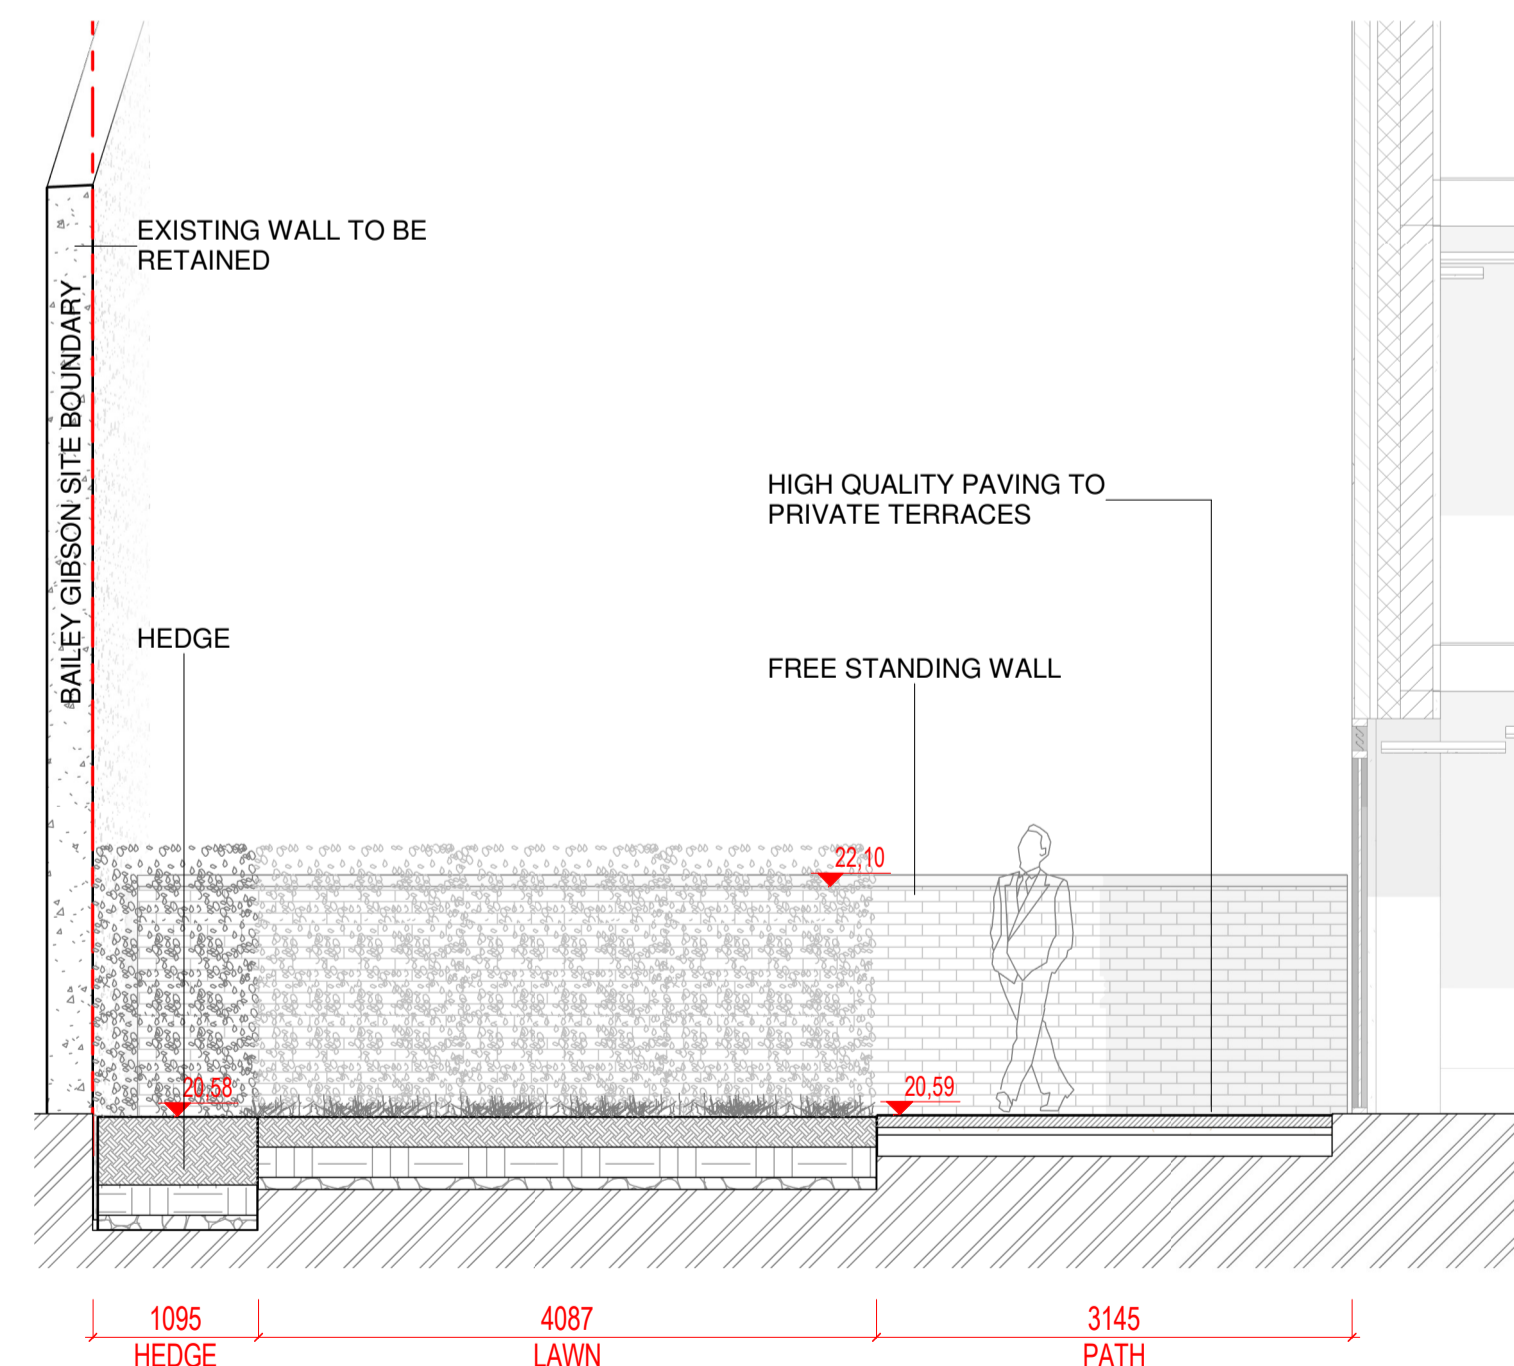 EXISTING WALL TO BE
RETAINED
BAILEY GIBSON SITE BOUNDARY
HIGH QUALITY PAVING TO
PRIVATE TERRACES
HEDGE
FREE STANDING WALL
22,10
20,58
20,59
1095
4087
3145
HEDGE
LAWN
PATH